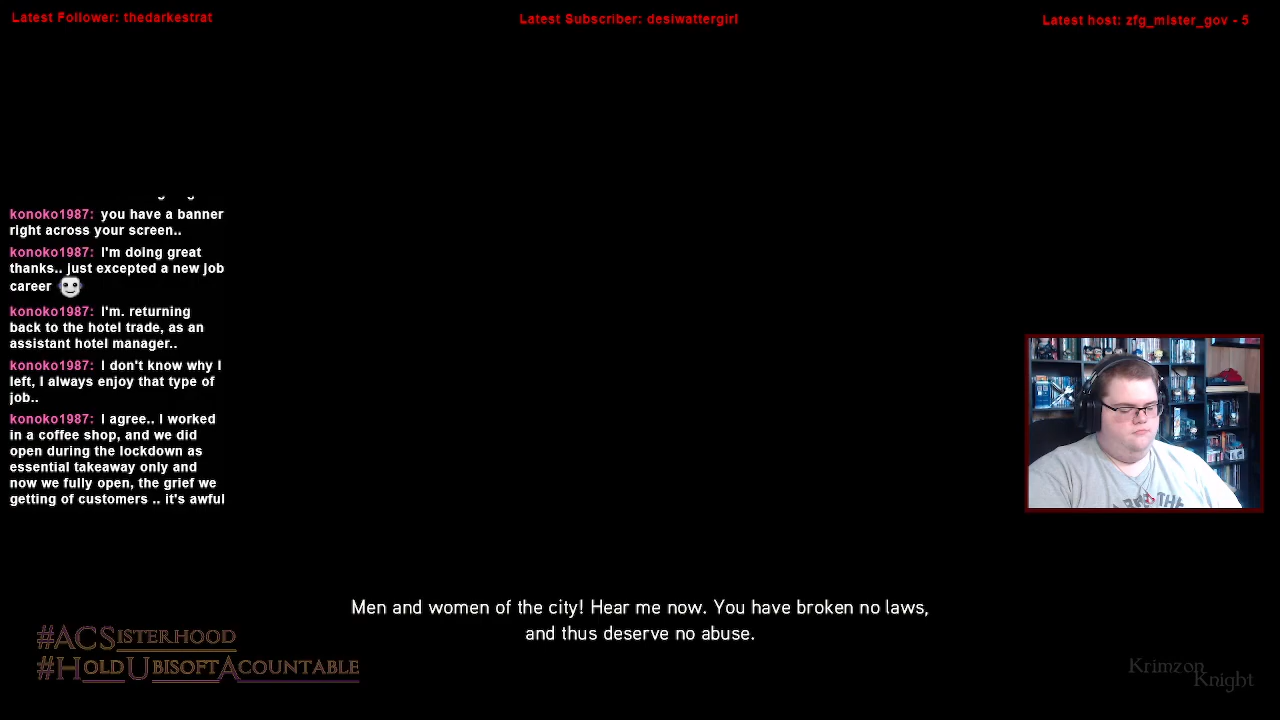 Latest Follower: thedarkestrat
Latest Subscriber: desiwattergirl
Latest host: zfg_mister_gov - 5
konoko1987: you have a banner
right across your screen..
konoko1987: I'm doing great
thanks.. just excepted a new job
career
konoko1987: I'm. returning
back to the hotel trade, as an
assistant hotel manager..
konoko1987: I don't know why I
left, I always enjoy that type of
job..
konoko1987: I agree.. I worked
in a coffee shop, and we did
open during the lockdown as
essential takeaway only and
now we fully open, the grief we
getting of customers .. it's awful
Men and women of the city! Hear me now. You have broken no laws,
and thus deserve no abuse.
#ACSisterhood
#HoldUbisoftAcountable
Krimzon
Knight